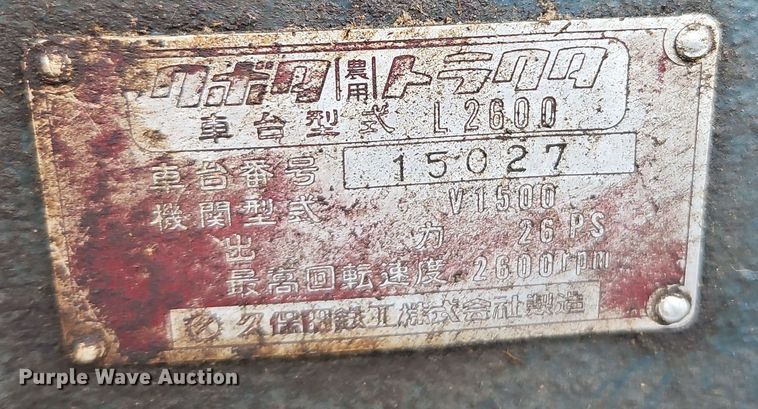 クボタ農用トラクタ
車台型式 L2600
車台番号 15027
機関型式 V1500
出力 26PS
最高回転速度 2600rpm
久保田鉄工株式会社製造
Purple Wave Auction